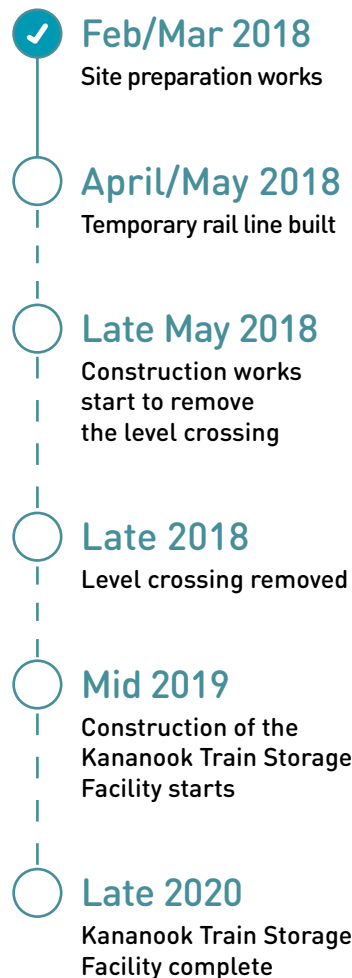 Feb/Mar 2018
Site preparation works
April/May 2018
Temporary rail line built
Late May 2018
Construction works
start to remove
the level crossing
Late 2018
Level crossing removed
Mid 2019
Construction of the
Kananook Train Storage
Facility starts
Late 2020
Kananook Train Storage
Facility complete